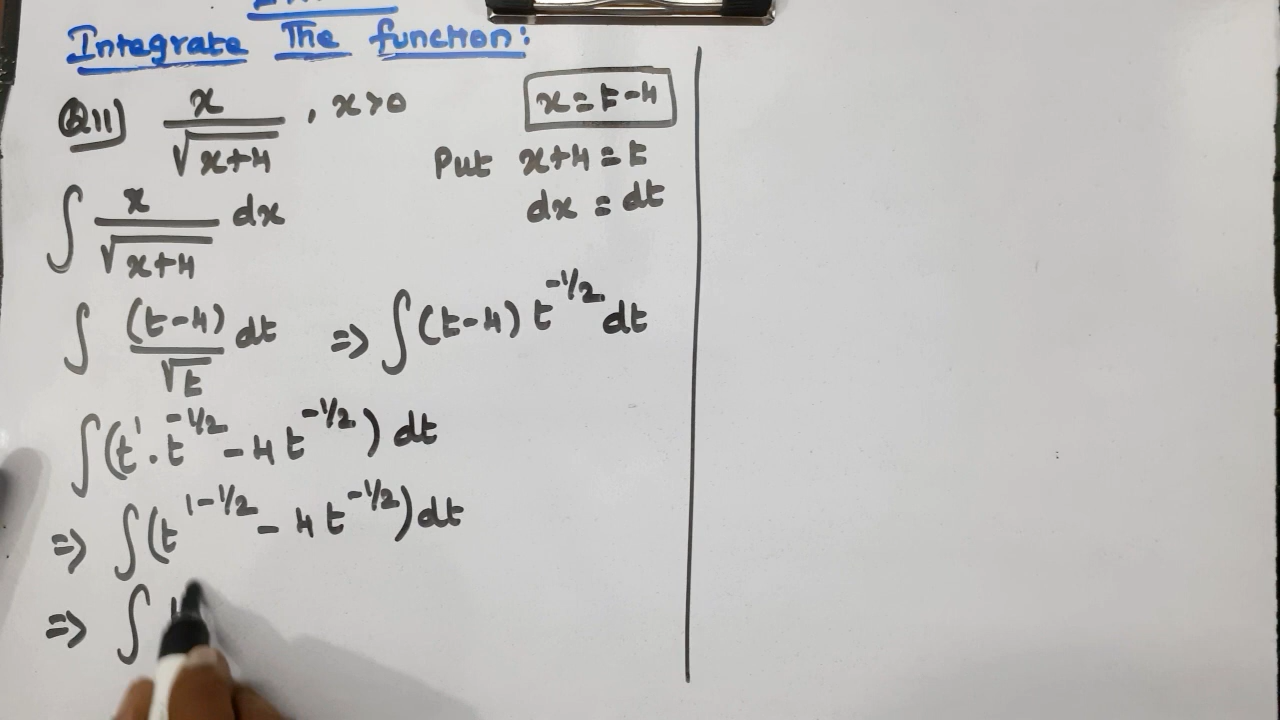 Integrate The function:
Q11) x/√(x+4) , x>0
x = t-4
Put x+4 = t
dx = dt
∫ x/√(x+4) dx
∫ (t-4)/√t dt => ∫(t-4) t^(-1/2) dt
∫(t^1 . t^(-1/2) - 4 t^(-1/2)) dt
=> ∫(t^(1-1/2) - 4 t^(-1/2)) dt
=> ∫